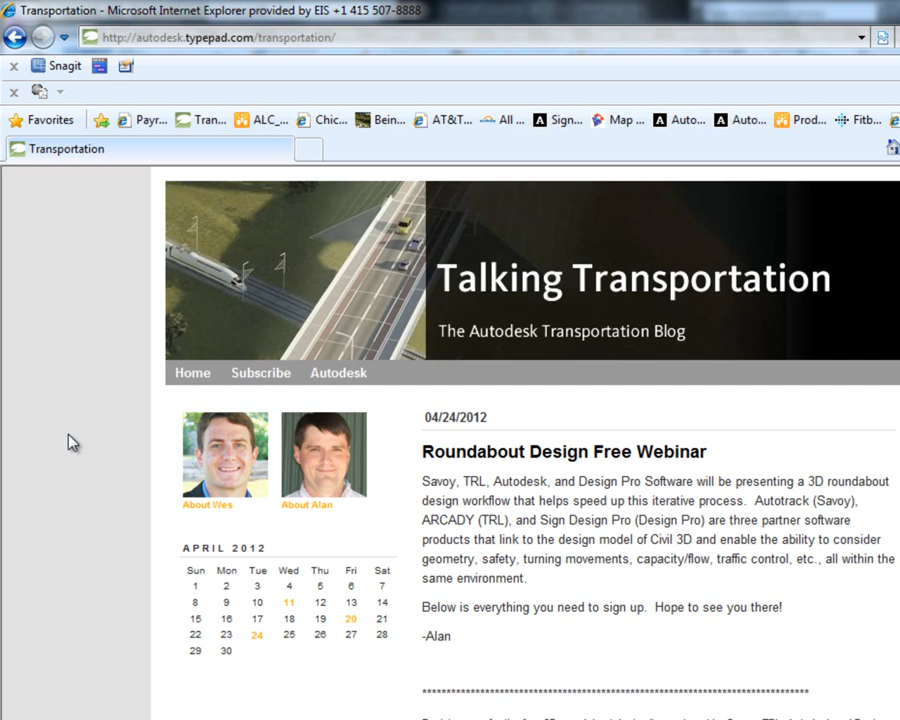 Transportation - Microsoft Internet Explorer provided by EIS +1 415 507-8888
http://autodesk.typepad.com/transportation/
x Snagit
x
Favorites Payr... Tran... ALC_... Chic... Bein... AT&T... All ... Sign... Map ... Auto... Auto... Prod... Fitb...
Transportation
Talking Transportation
The Autodesk Transportation Blog
Home Subscribe Autodesk
About Wes About Alan
APRIL 2012
Sun Mon Tue Wed Thu Fri Sat
1 2 3 4 5 6 7
8 9 10 11 12 13 14
15 16 17 18 19 20 21
22 23 24 25 26 27 28
29 30
04/24/2012
Roundabout Design Free Webinar
Savoy, TRL, Autodesk, and Design Pro Software will be presenting a 3D roundabout
design workflow that helps speed up this iterative process. Autotrack (Savoy),
ARCADY (TRL), and Sign Design Pro (Design Pro) are three partner software
products that link to the design model of Civil 3D and enable the ability to consider
geometry, safety, turning movements, capacity/flow, traffic control, etc., all within the
same environment.
Below is everything you need to sign up. Hope to see you there!
-Alan
********************************************************************************